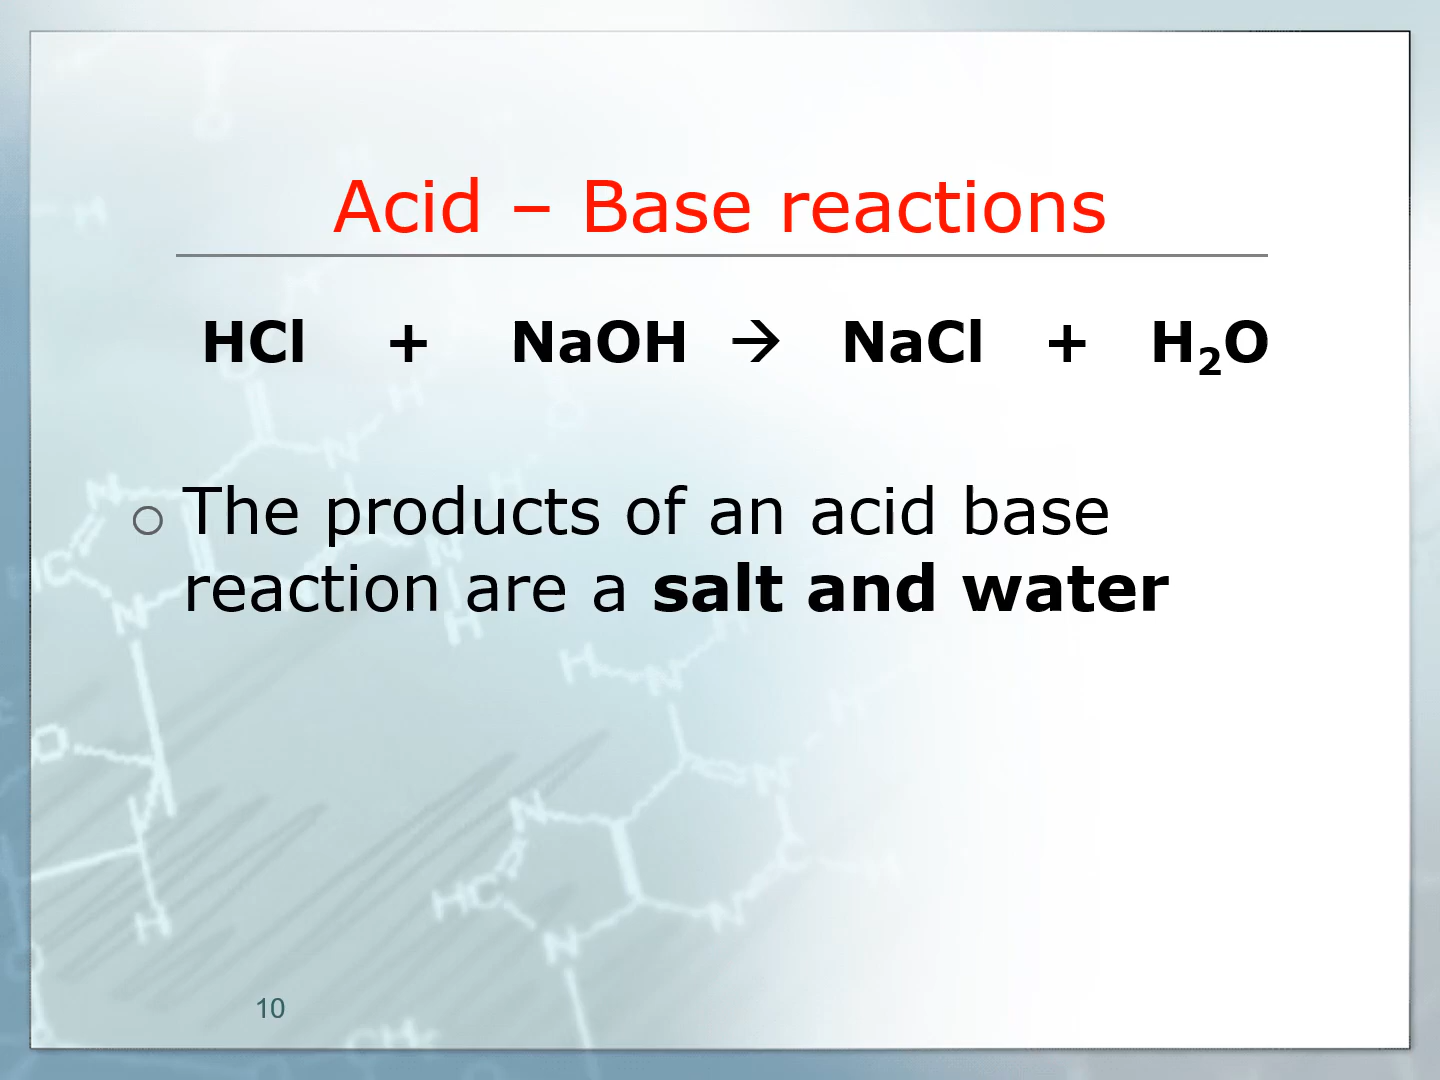 Acid – Base reactions
HCl + NaOH → NaCl + H₂O
○ The products of an acid base
reaction are a salt and water
10